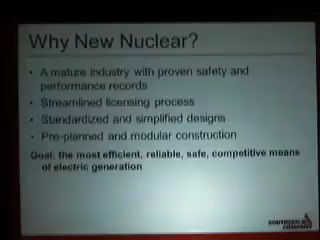 Why New Nuclear?
• A mature industry with proven safety and
performance records
• Streamlined licensing process
• Standardized and simplified designs
• Pre-planned and modular construction
Goal: the most efficient, reliable, safe, competitive means
of electric generation
SOUTHERN
COMPANY